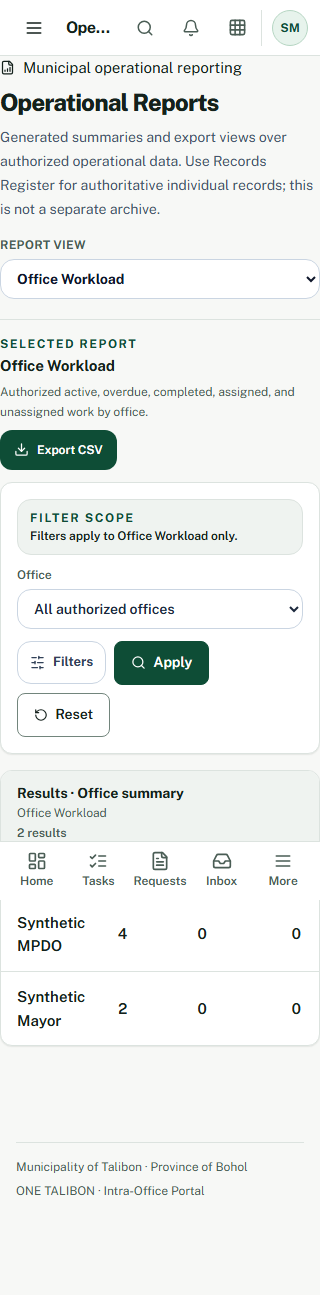 Ope...
SM
Municipal operational reporting
Operational Reports
Generated summaries and export views over
authorized operational data. Use Records
Register for authoritative individual records; this
is not a separate archive.
REPORT VIEW
Office Workload
SELECTED REPORT
Office Workload
Authorized active, overdue, completed, assigned, and
unassigned work by office.
Export CSV
FILTER SCOPE
Filters apply to Office Workload only.
Office
All authorized offices
Filters
Apply
Reset
Results · Office summary
Office Workload
2 results
Home Tasks Requests Inbox More
Synthetic
MPDO 4 0 0
Synthetic
Mayor 2 0 0
Municipality of Talibon · Province of Bohol
ONE TALIBON · Intra-Office Portal